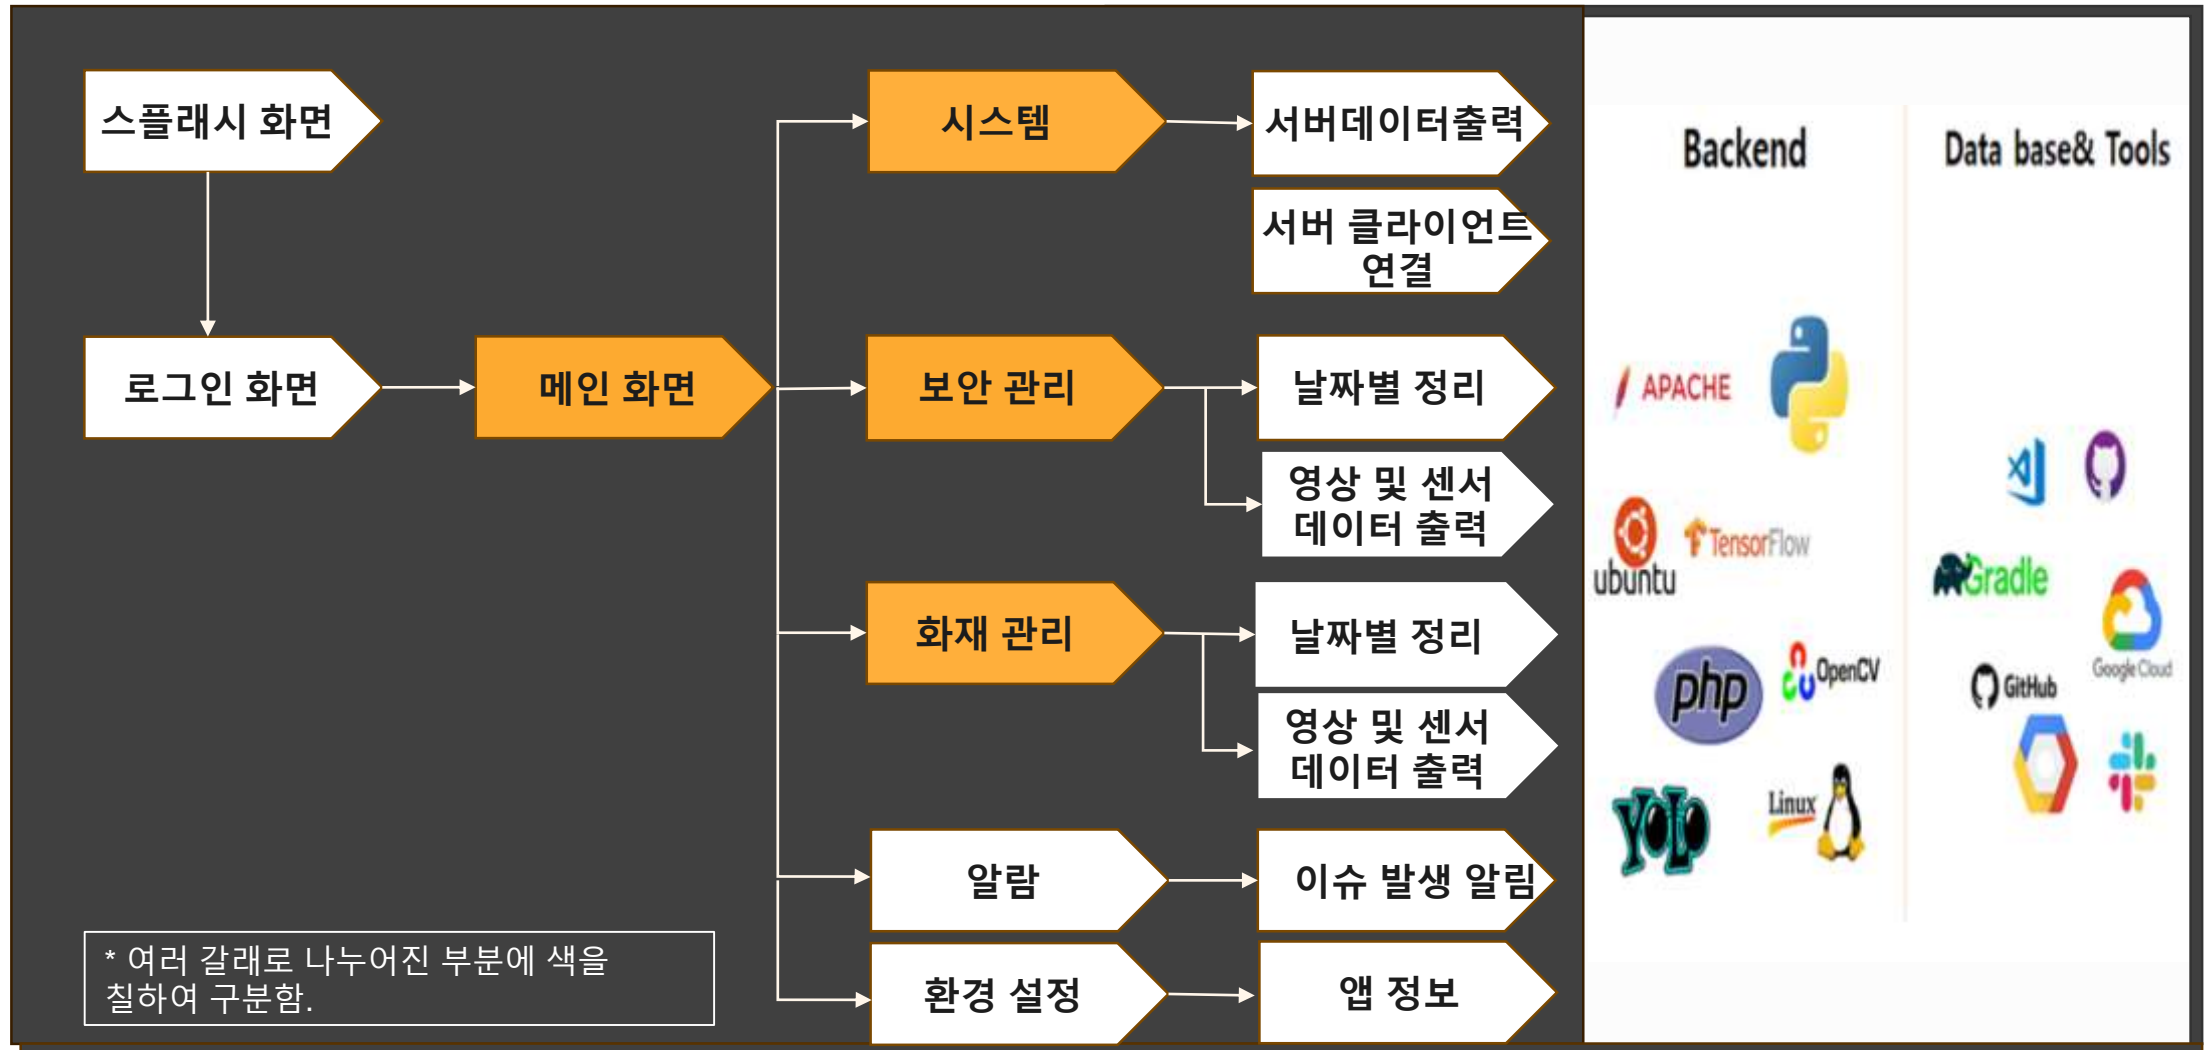 스플래시 화면
시스템
서버데이터출력
서버 클라이언트
연결
로그인 화면
메인 화면
보안 관리
날짜별 정리
영상 및 센서
데이터 출력
화재 관리
날짜별 정리
영상 및 센서
데이터 출력
알람
이슈 발생 알림
환경 설정
앱 정보
* 여러 갈래로 나누어진 부분에 색을
칠하여 구분함.
Backend
APACHE
ubuntu
TensorFlow
php
OpenCV
YOLO
Linux
Data base& Tools
Gradle
Google Cloud
GitHub